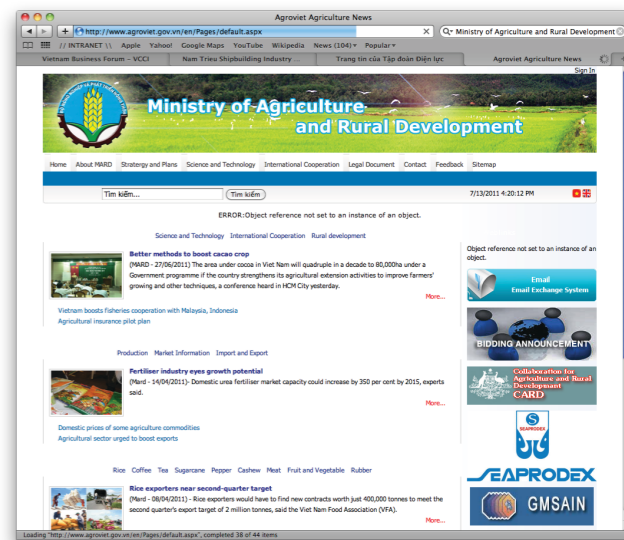 Agroviet Agriculture News
http://www.agroviet.gov.vn/en/Pages/default.aspx
Ministry of Agriculture and Rural Development
// INTRANET \\ Apple Yahoo! Google Maps YouTube Wikipedia News (104) Popular
Vietnam Business Forum – VCCI Nam Trieu Shipbuilding Industry ... Trang tin của Tập đoàn Điện lực Agroviet Agriculture News
Sign In
Ministry of Agriculture
and Rural Development
Home About MARD Stratergy and Plans Science and Technology International Cooperation Legal Document Contact Feedback Sitemap
Tìm kiếm... Tìm kiếm 7/13/2011 4:20:12 PM
ERROR:Object reference not set to an instance of an object.
Science and Technology International Cooperation Rural development
Better methods to boost cacao crop
(MARD - 27/06/2011) The area under cocoa in Viet Nam will quadruple in a decade to 80,000ha under a
Government programme if the country strengthens its agricultural extension activities to improve farmers'
growing and other techniques, a conference heard in HCM City yesterday.
More...
Vietnam boosts fisheries cooperation with Malaysia, Indonesia
Agricultural insurance pilot plan
Production Market Information Import and Export
Fertiliser industry eyes growth potential
(Mard - 14/04/2011)- Domestic urea fertiliser market capacity could increase by 350 per cent by 2015, experts
said.
More...
Domestic prices of some agriculture commodities
Agricultural sector urged to boost exports
Rice Coffee Tea Sugarcane Pepper Cashew Meat Fruit and Vegetable Rubber
Rice exporters near second-quarter target
(Mard - 08/04/2011) - Rice exporters would have to find new contracts worth just 400,000 tonnes to meet the
second quarter's export target of 2 million tonnes, said the Viet Nam Food Association (VFA).
More...
Object reference not set to an instance of an
object.
Email
Email Exchange System
BIDDING ANNOUNCEMENT
Collaboration for
Agriculture and Rural
Development
CARD
SEAPRODEX
SEAPRODEX
GMSAIN
Loading "http://www.agroviet.gov.vn/en/Pages/default.aspx", completed 38 of 44 items